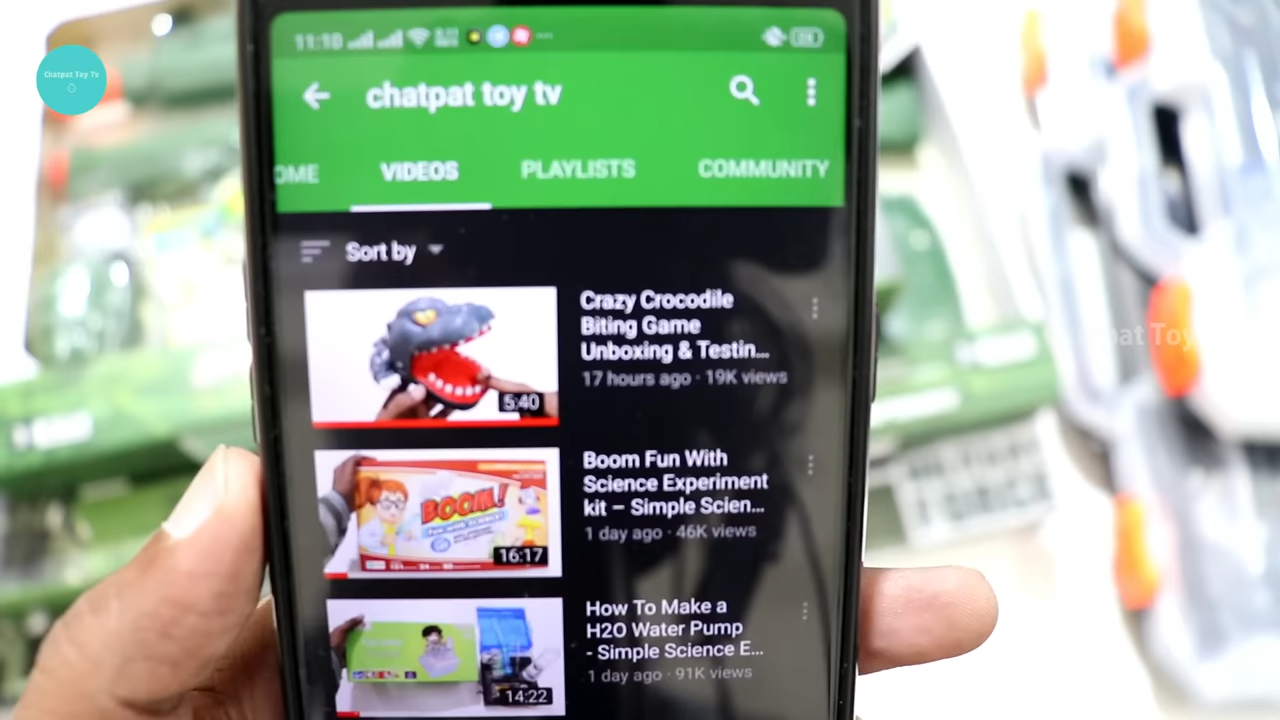 Chatpat Toy Tv
11:10
chatpat toy tv
OME VIDEOS PLAYLISTS COMMUNITY
Sort by
Crazy Crocodile
Biting Game
Unboxing & Testin...
17 hours ago · 19K views
5:40
Boom Fun With
Science Experiment
kit – Simple Scien...
1 day ago · 46K views
BOOM!
16:17
How To Make a
H2O Water Pump
- Simple Science E...
1 day ago · 91K views
14:22
pat Toy